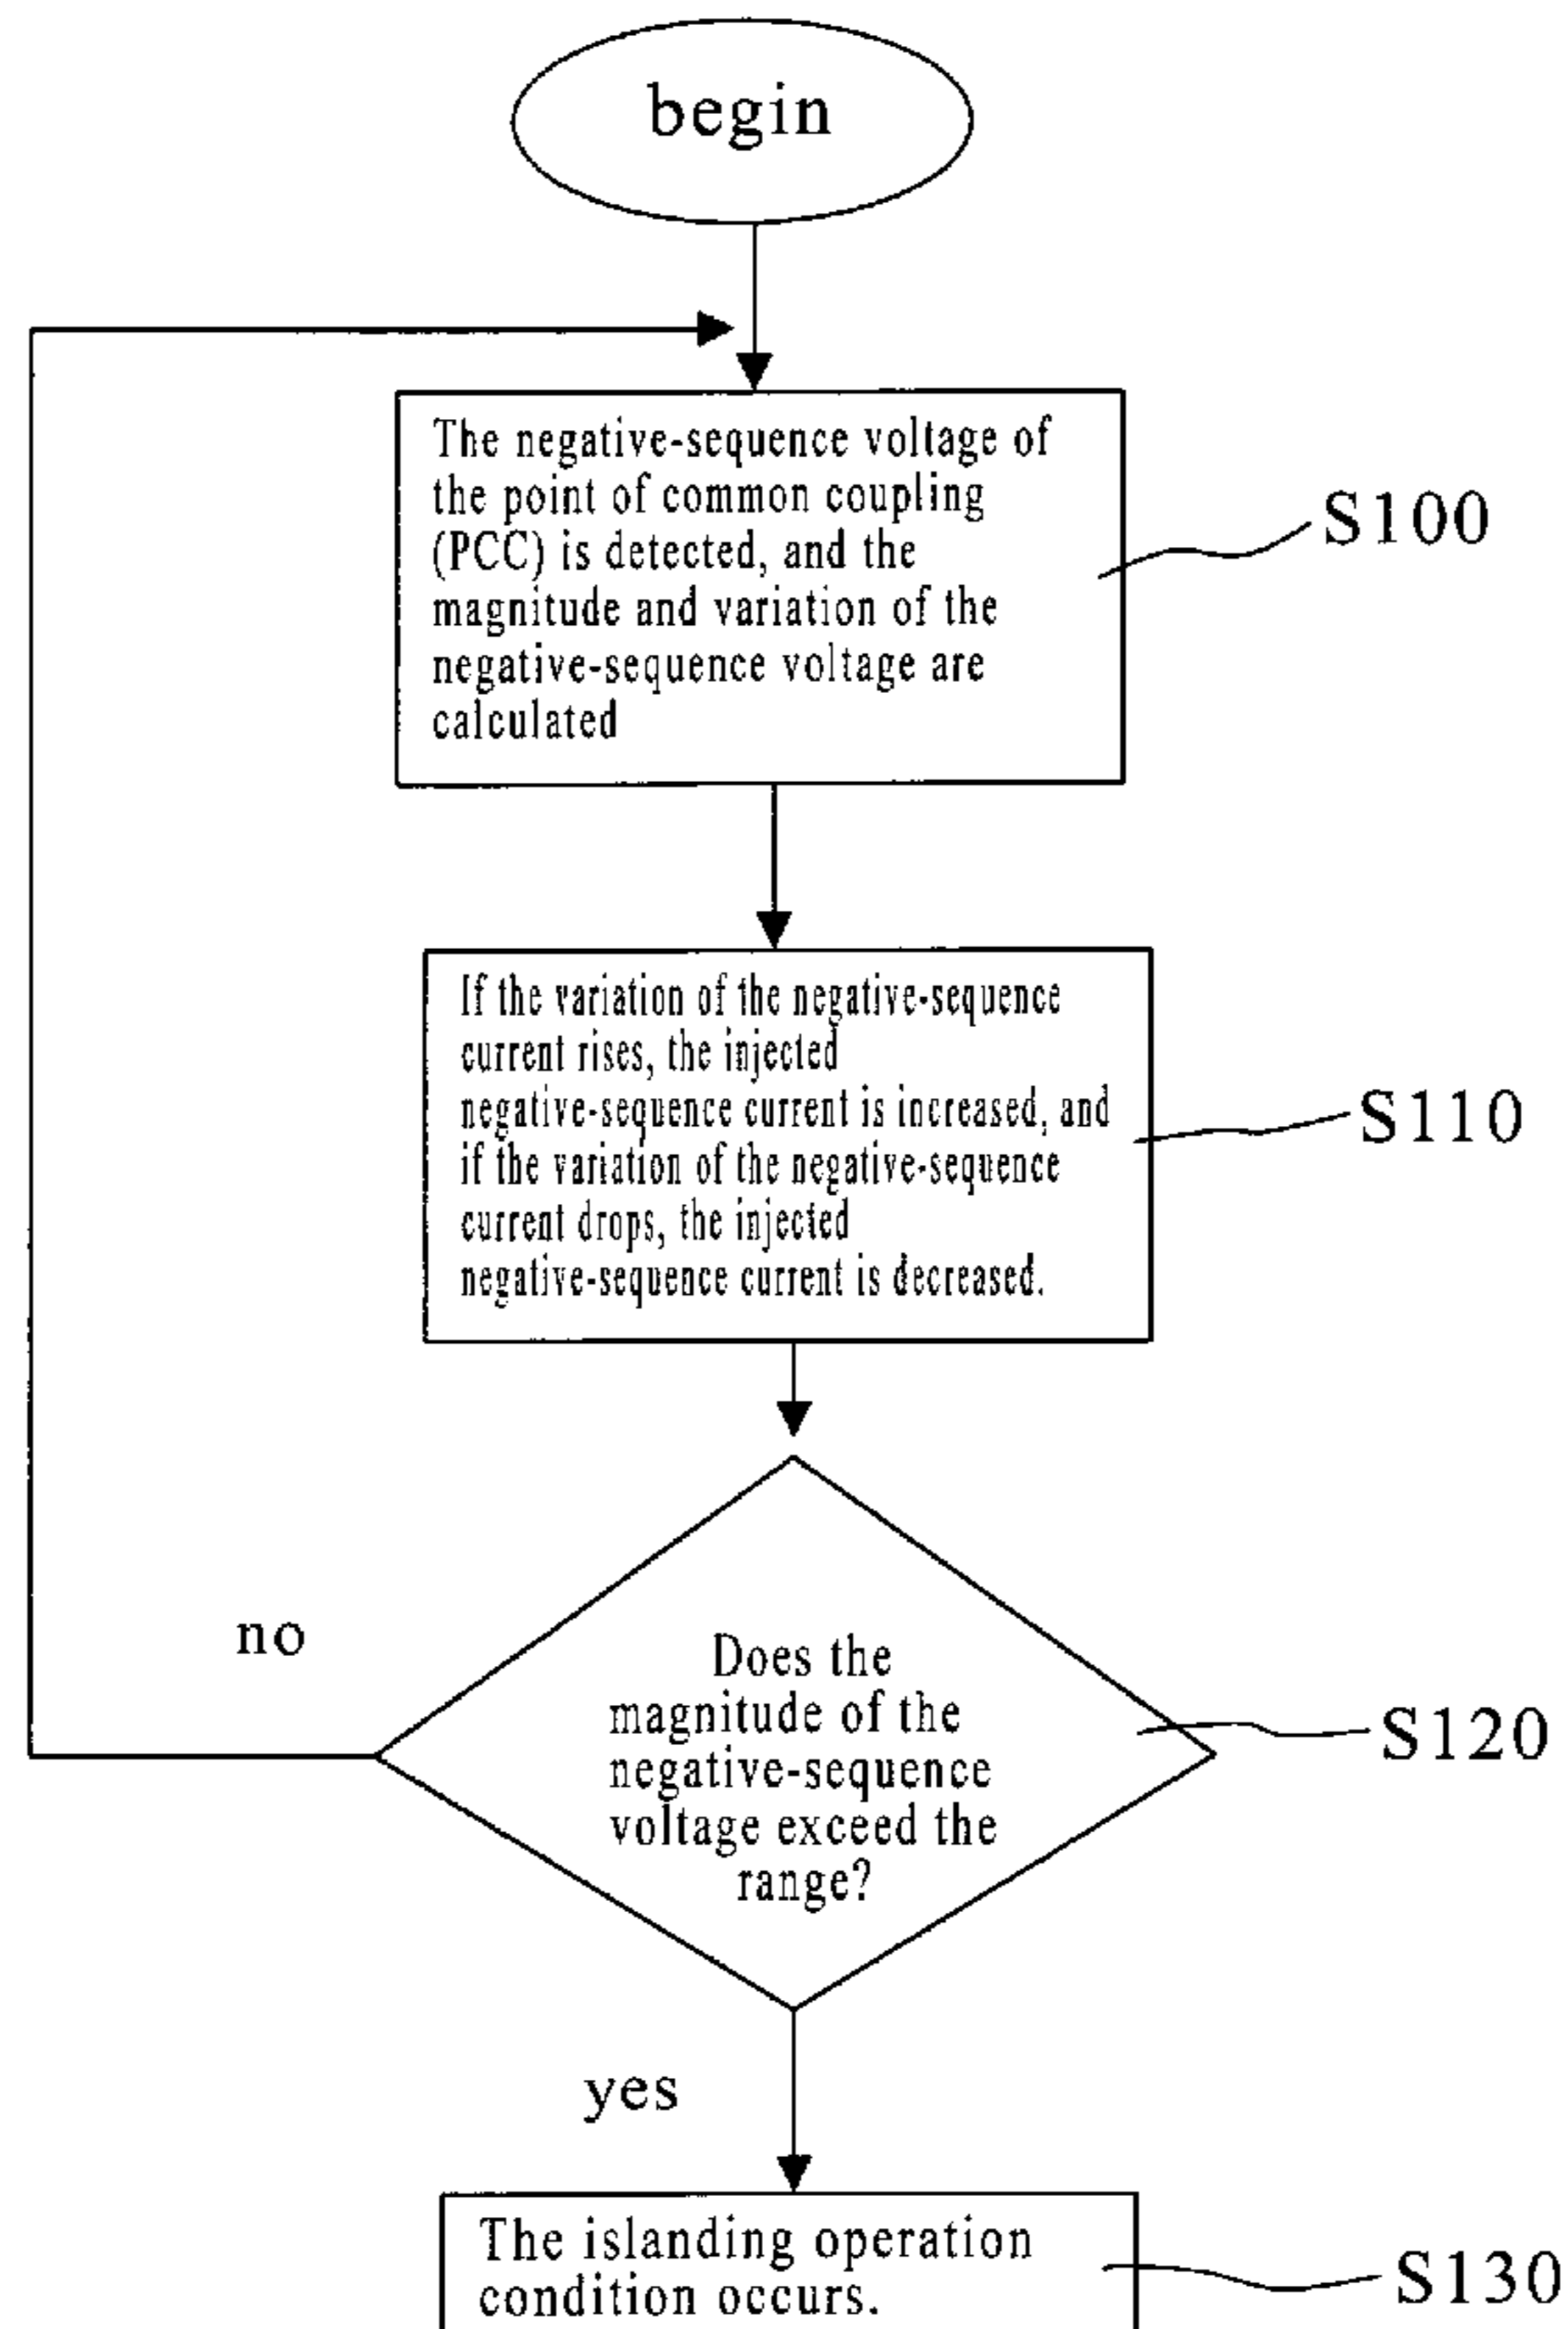 begin
The negative-sequence voltage of
the point of common coupling
(PCC) is detected, and the
magnitude and variation of the
negative-sequence voltage are
calculated
S100
If the variation of the negative-sequence
current rises, the injected
negative-sequence current is increased, and
if the variation of the negative-sequence
current drops, the injected
negative-sequence current is decreased.
S110
no
Does the
magnitude of the
negative-sequence
voltage exceed the
range?
S120
yes
The islanding operation
condition occurs.
S130